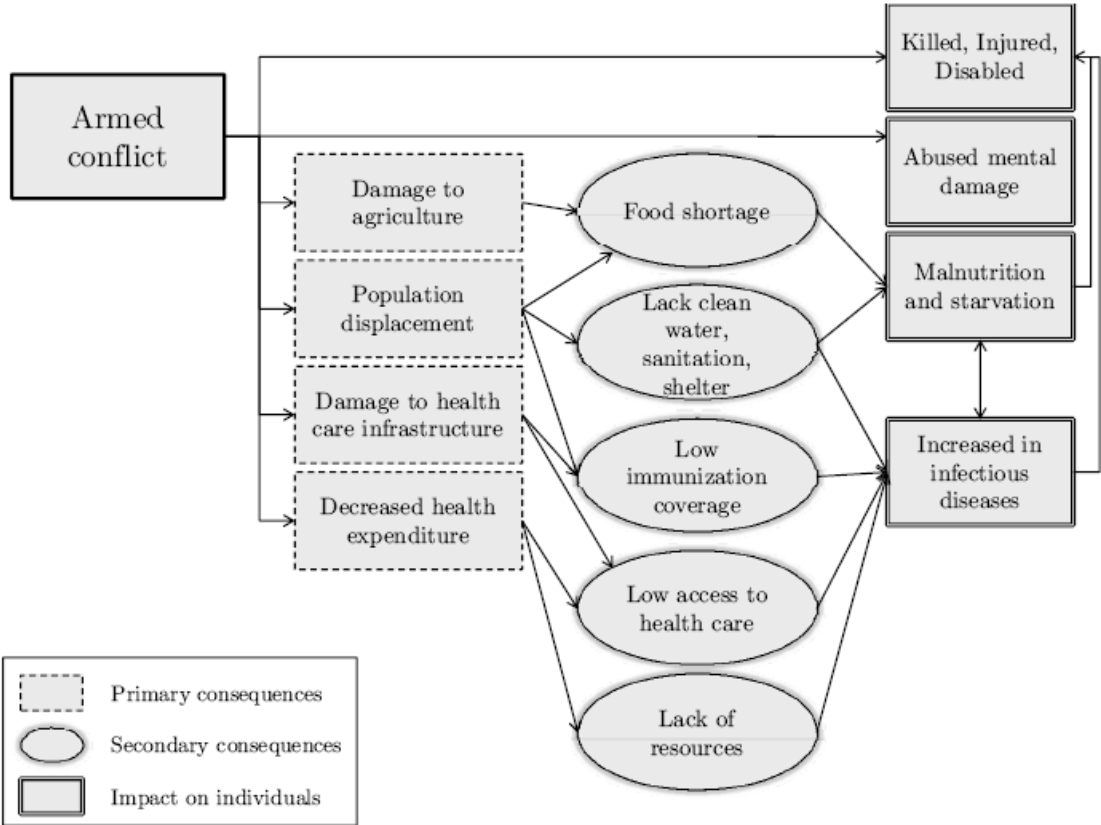 Armed
conflict
Killed, Injured,
Disabled
Abused mental
damage
Damage to
agriculture
Food shortage
Population
displacement
Lack clean
water,
sanitation,
shelter
Malnutrition
and starvation
Damage to health
care infrastructure
Low
immunization
coverage
Increased in
infectious
diseases
Decreased health
expenditure
Low access to
health care
Lack of
resources
Primary consequences
Secondary consequences
Impact on individuals